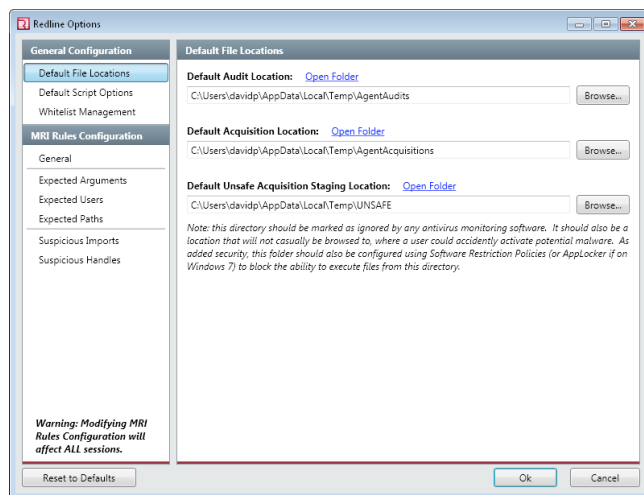 Redline Options
General Configuration
Default File Locations
Default Script Options
Whitelist Management
MRI Rules Configuration
General
Expected Arguments
Expected Users
Expected Paths
Suspicious Imports
Suspicious Handles
Warning: Modifying MRI
Rules Configuration will
affect ALL sessions.
Default File Locations
Default Audit Location: Open Folder
C:\Users\davidp\AppData\Local\Temp\AgentAudits Browse...
Default Acquisition Location: Open Folder
C:\Users\davidp\AppData\Local\Temp\AgentAcquisitions Browse...
Default Unsafe Acquisition Staging Location: Open Folder
C:\Users\davidp\AppData\Local\Temp\UNSAFE Browse...
Note: this directory should be marked as ignored by any antivirus monitoring software. It should also be a
location that will not casually be browsed to, where a user could accidently activate potential malware. As
added security, this folder should also be configured using Software Restriction Policies (or AppLocker if on
Windows 7) to block the ability to execute files from this directory.
Reset to Defaults Ok Cancel